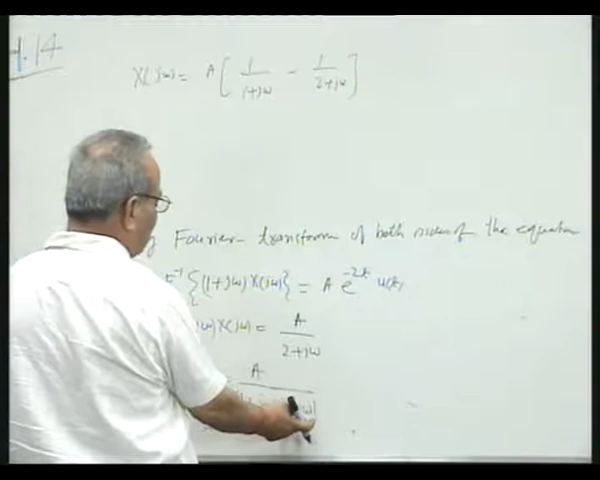 4.14
X(jω) = A [ 1/(1+jω) - 1/(2+jω) ]
Fourier transform of both sides of the equation
F⁻¹ {(1+jω) X(jω)} = A e^{-2t} u(t)
ω) X(jω) = A/(2+jω)
A